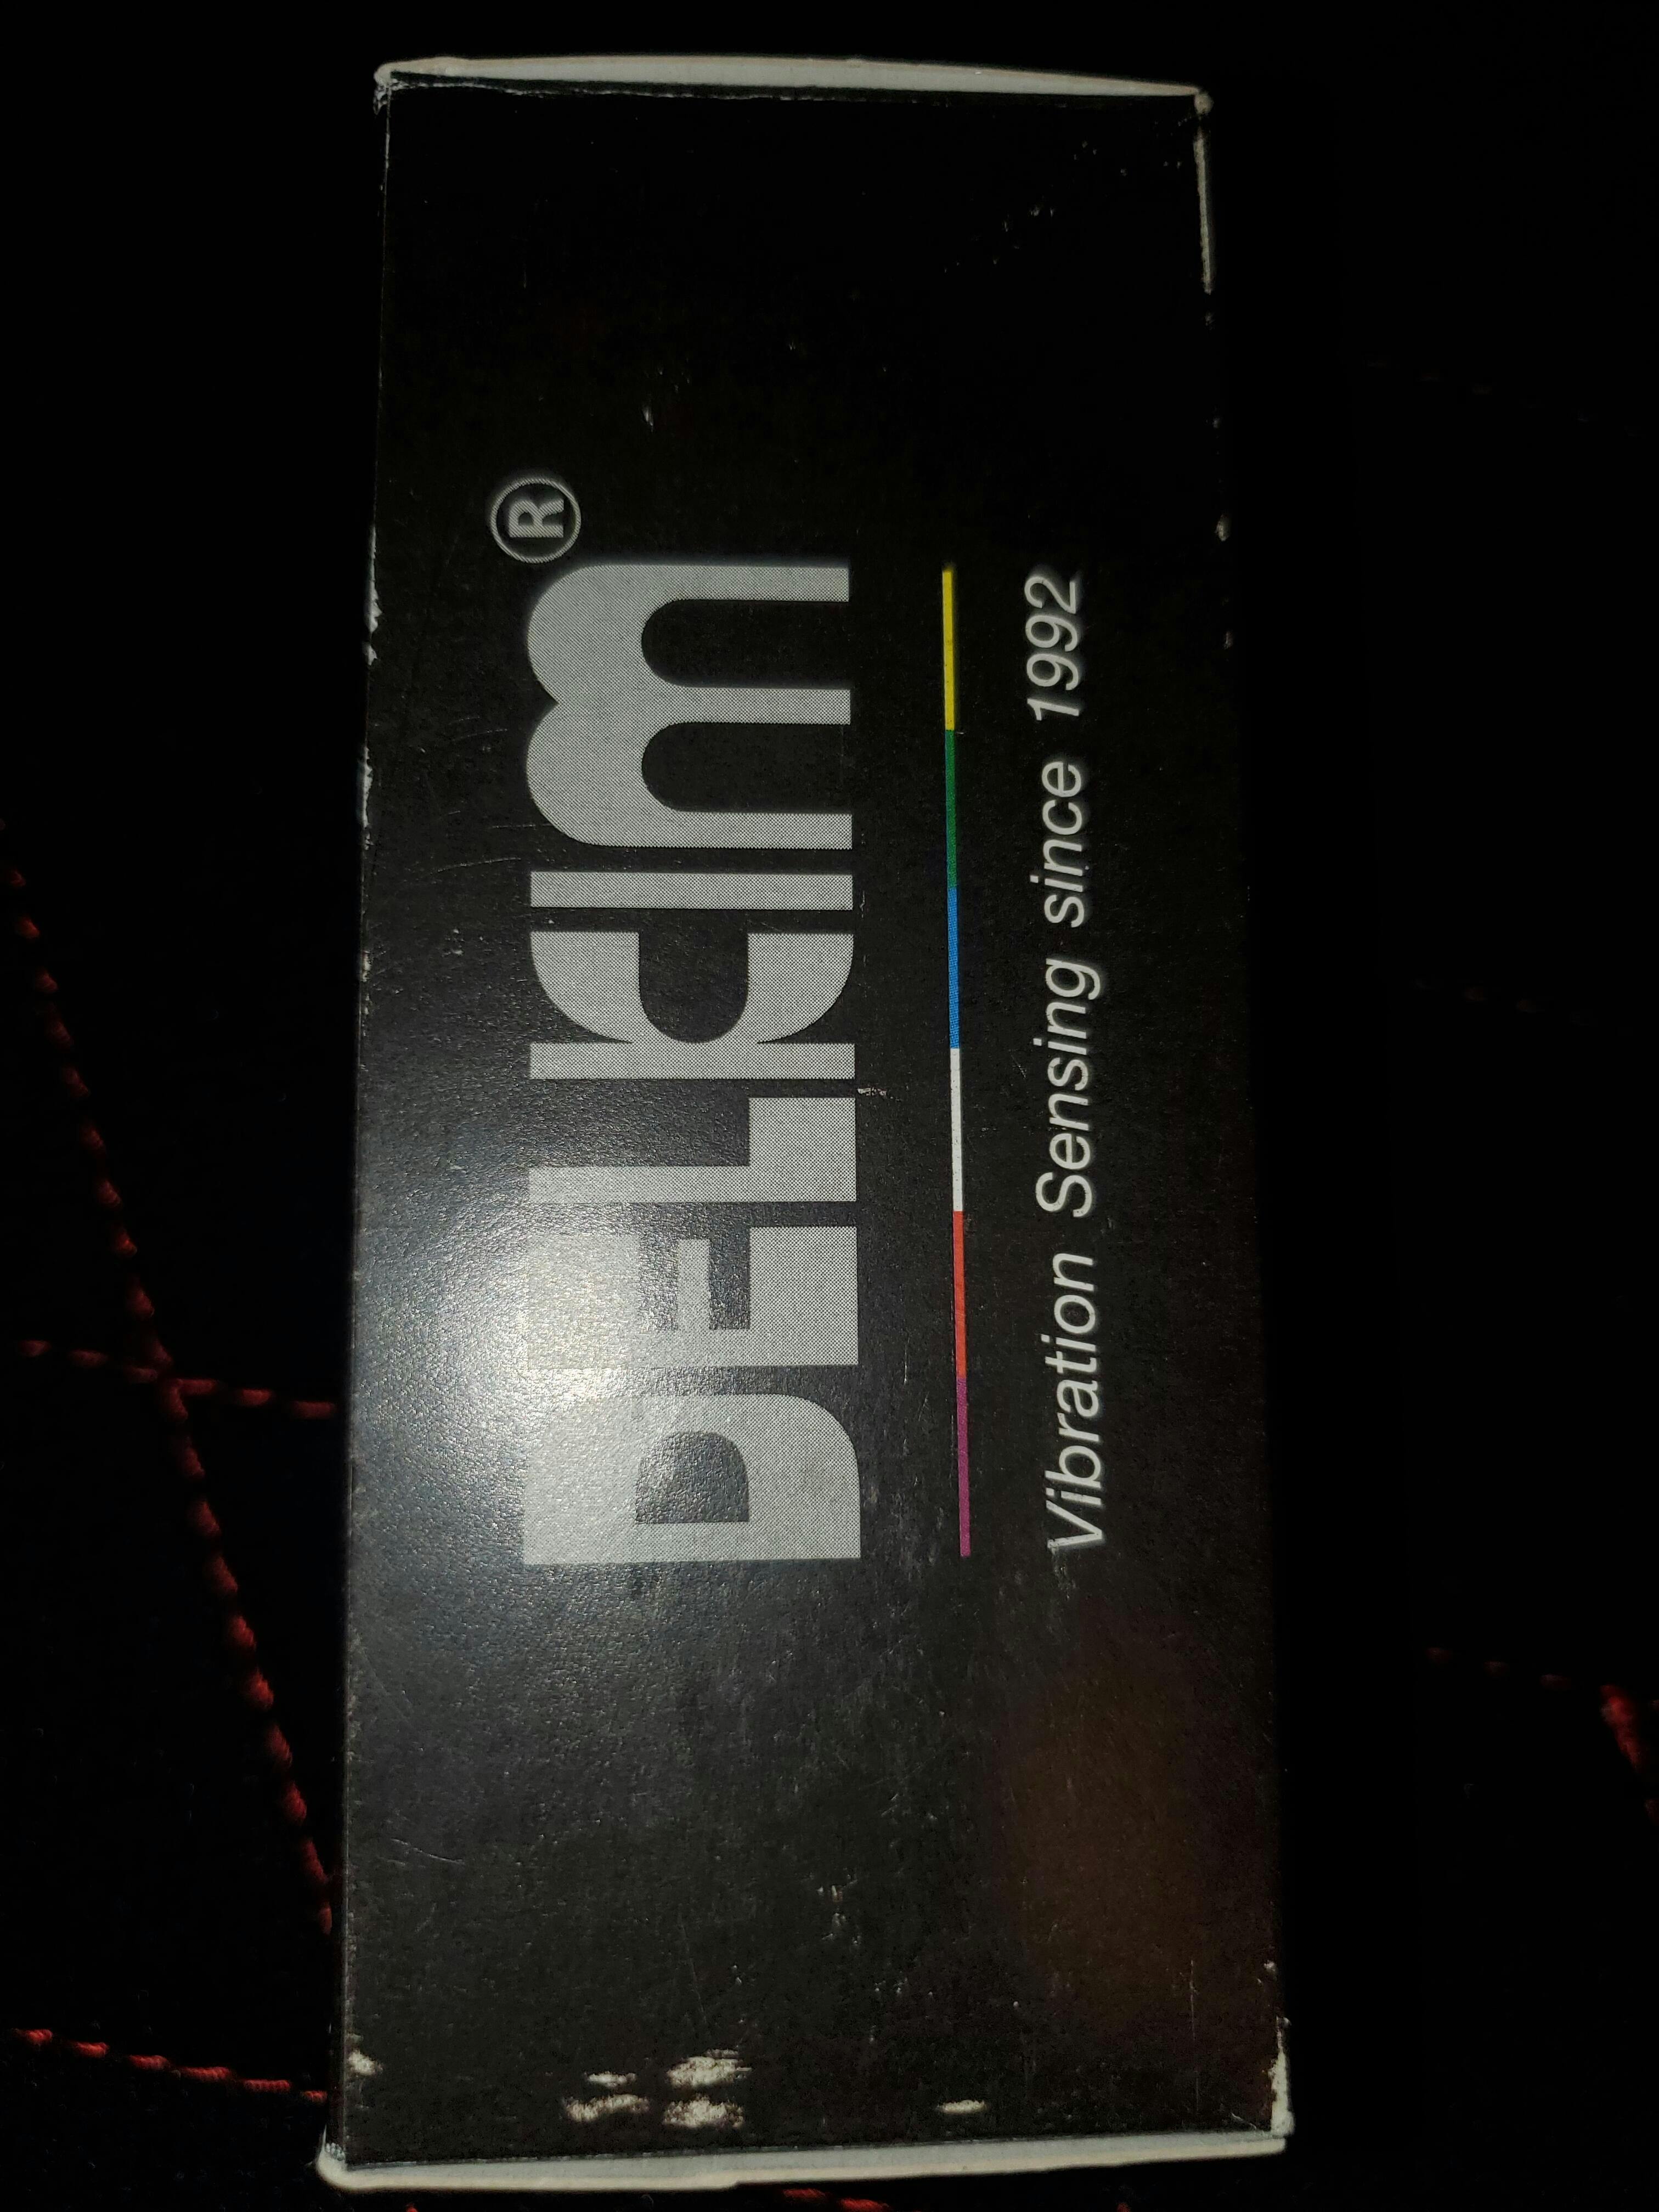 DELKIM®
Vibration Sensing since 1992